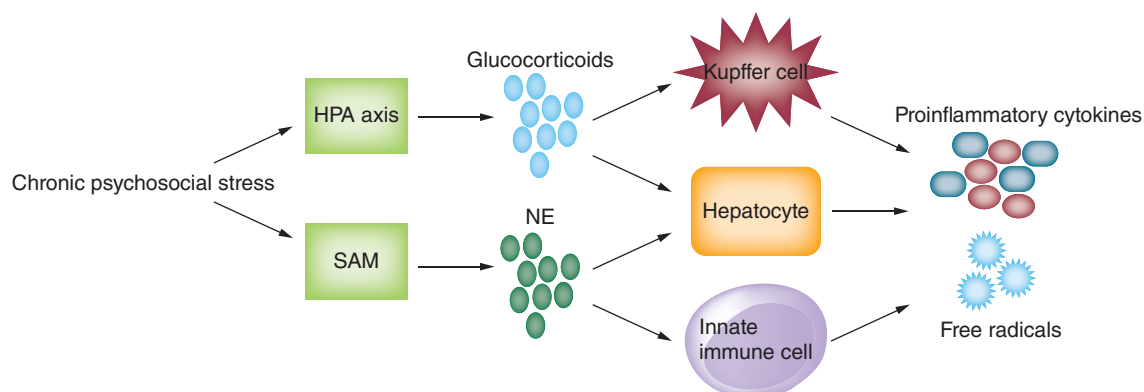 Chronic psychosocial stress
HPA axis
SAM
Glucocorticoids
NE
Kupffer cell
Hepatocyte
Innate
immune cell
Proinflammatory cytokines
Free radicals